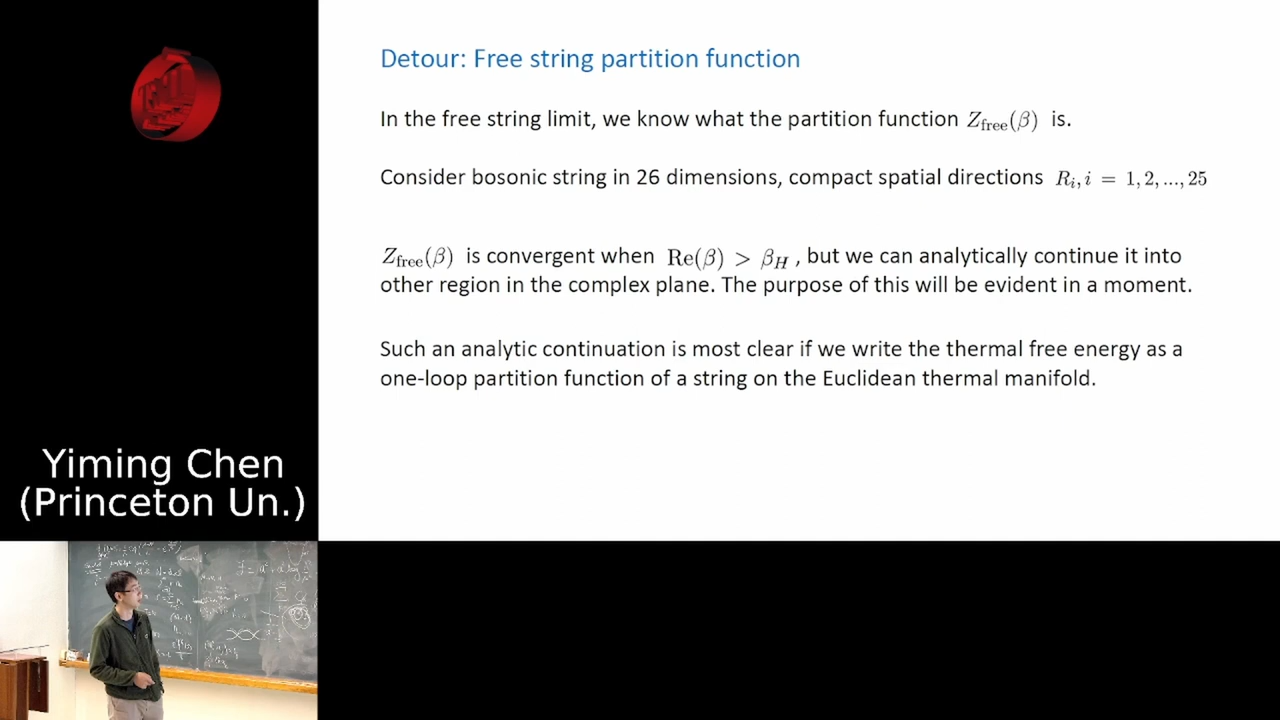 Detour: Free string partition function
In the free string limit, we know what the partition function Z_free(β) is.
Consider bosonic string in 26 dimensions, compact spatial directions R_i, i = 1, 2, ..., 25
Z_free(β) is convergent when Re(β) > β_H, but we can analytically continue it into
other region in the complex plane. The purpose of this will be evident in a moment.
Such an analytic continuation is most clear if we write the thermal free energy as a
one-loop partition function of a string on the Euclidean thermal manifold.
Yiming Chen
(Princeton Un.)